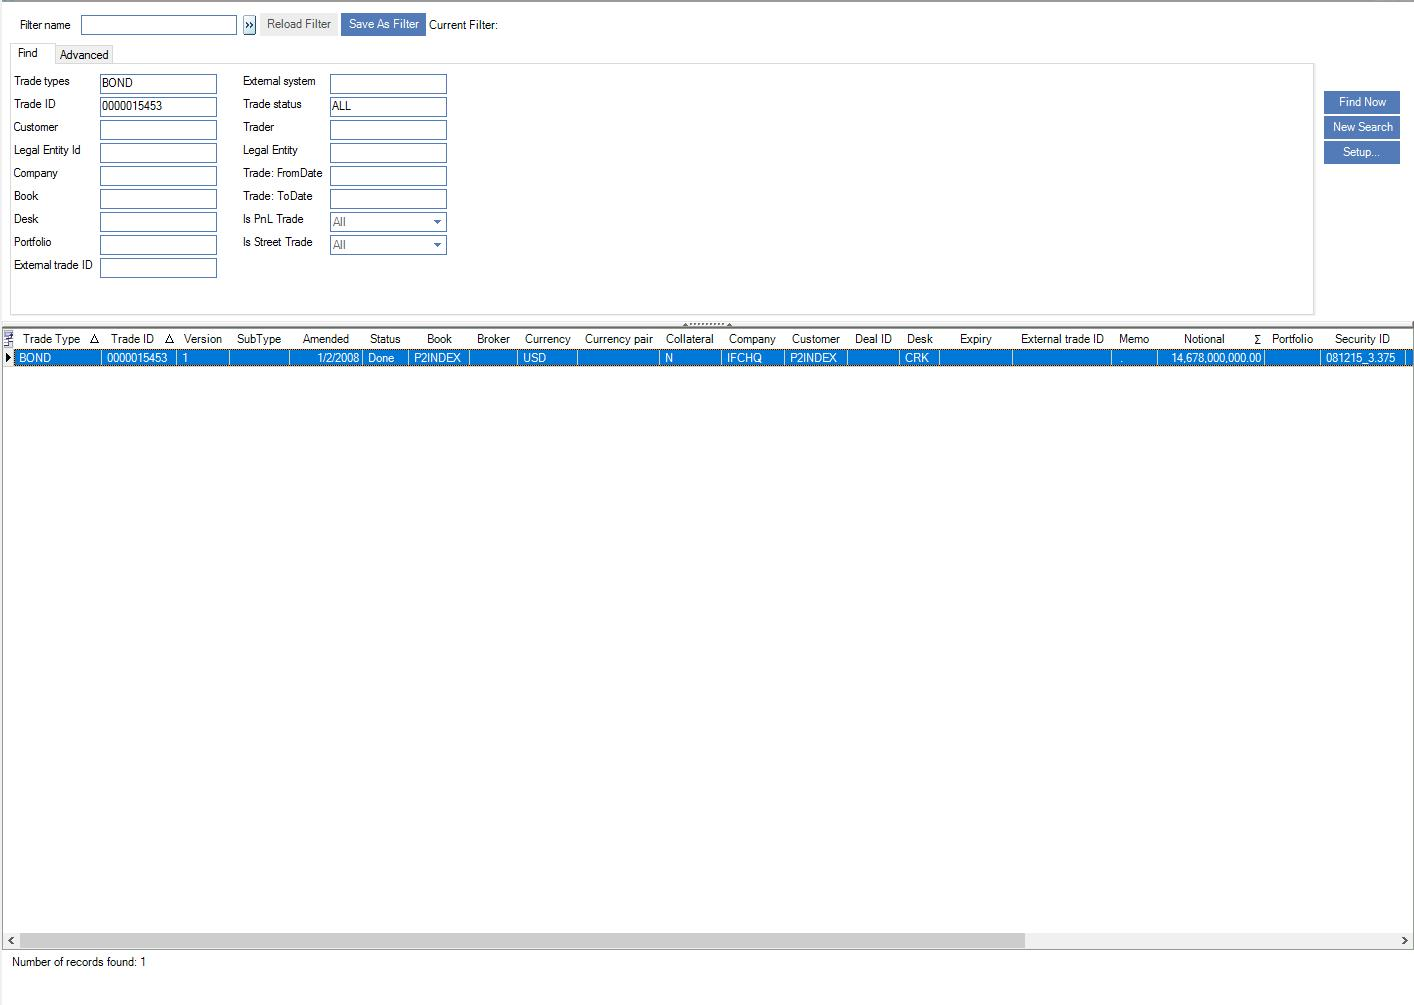 Filter name » Reload Filter Save As Filter Current Filter:
Find Advanced
Trade types BOND External system
Trade ID 0000015453 Trade status ALL
Customer Trader
Legal Entity Id Legal Entity
Company Trade: FromDate
Book Trade: ToDate
Desk Is PnL Trade All
Portfolio Is Street Trade All
External trade ID
Find Now
New Search
Setup...
Trade Type Δ Trade ID Δ Version SubType Amended Status Book Broker Currency Currency pair Collateral Company Customer Deal ID Desk Expiry External trade ID Memo Notional Σ Portfolio Security ID
BOND 0000015453 1 1/2/2008 Done P2INDEX USD N IFCHQ P2INDEX CRK . 14,678,000,000.00 081215_3.375
Number of records found: 1